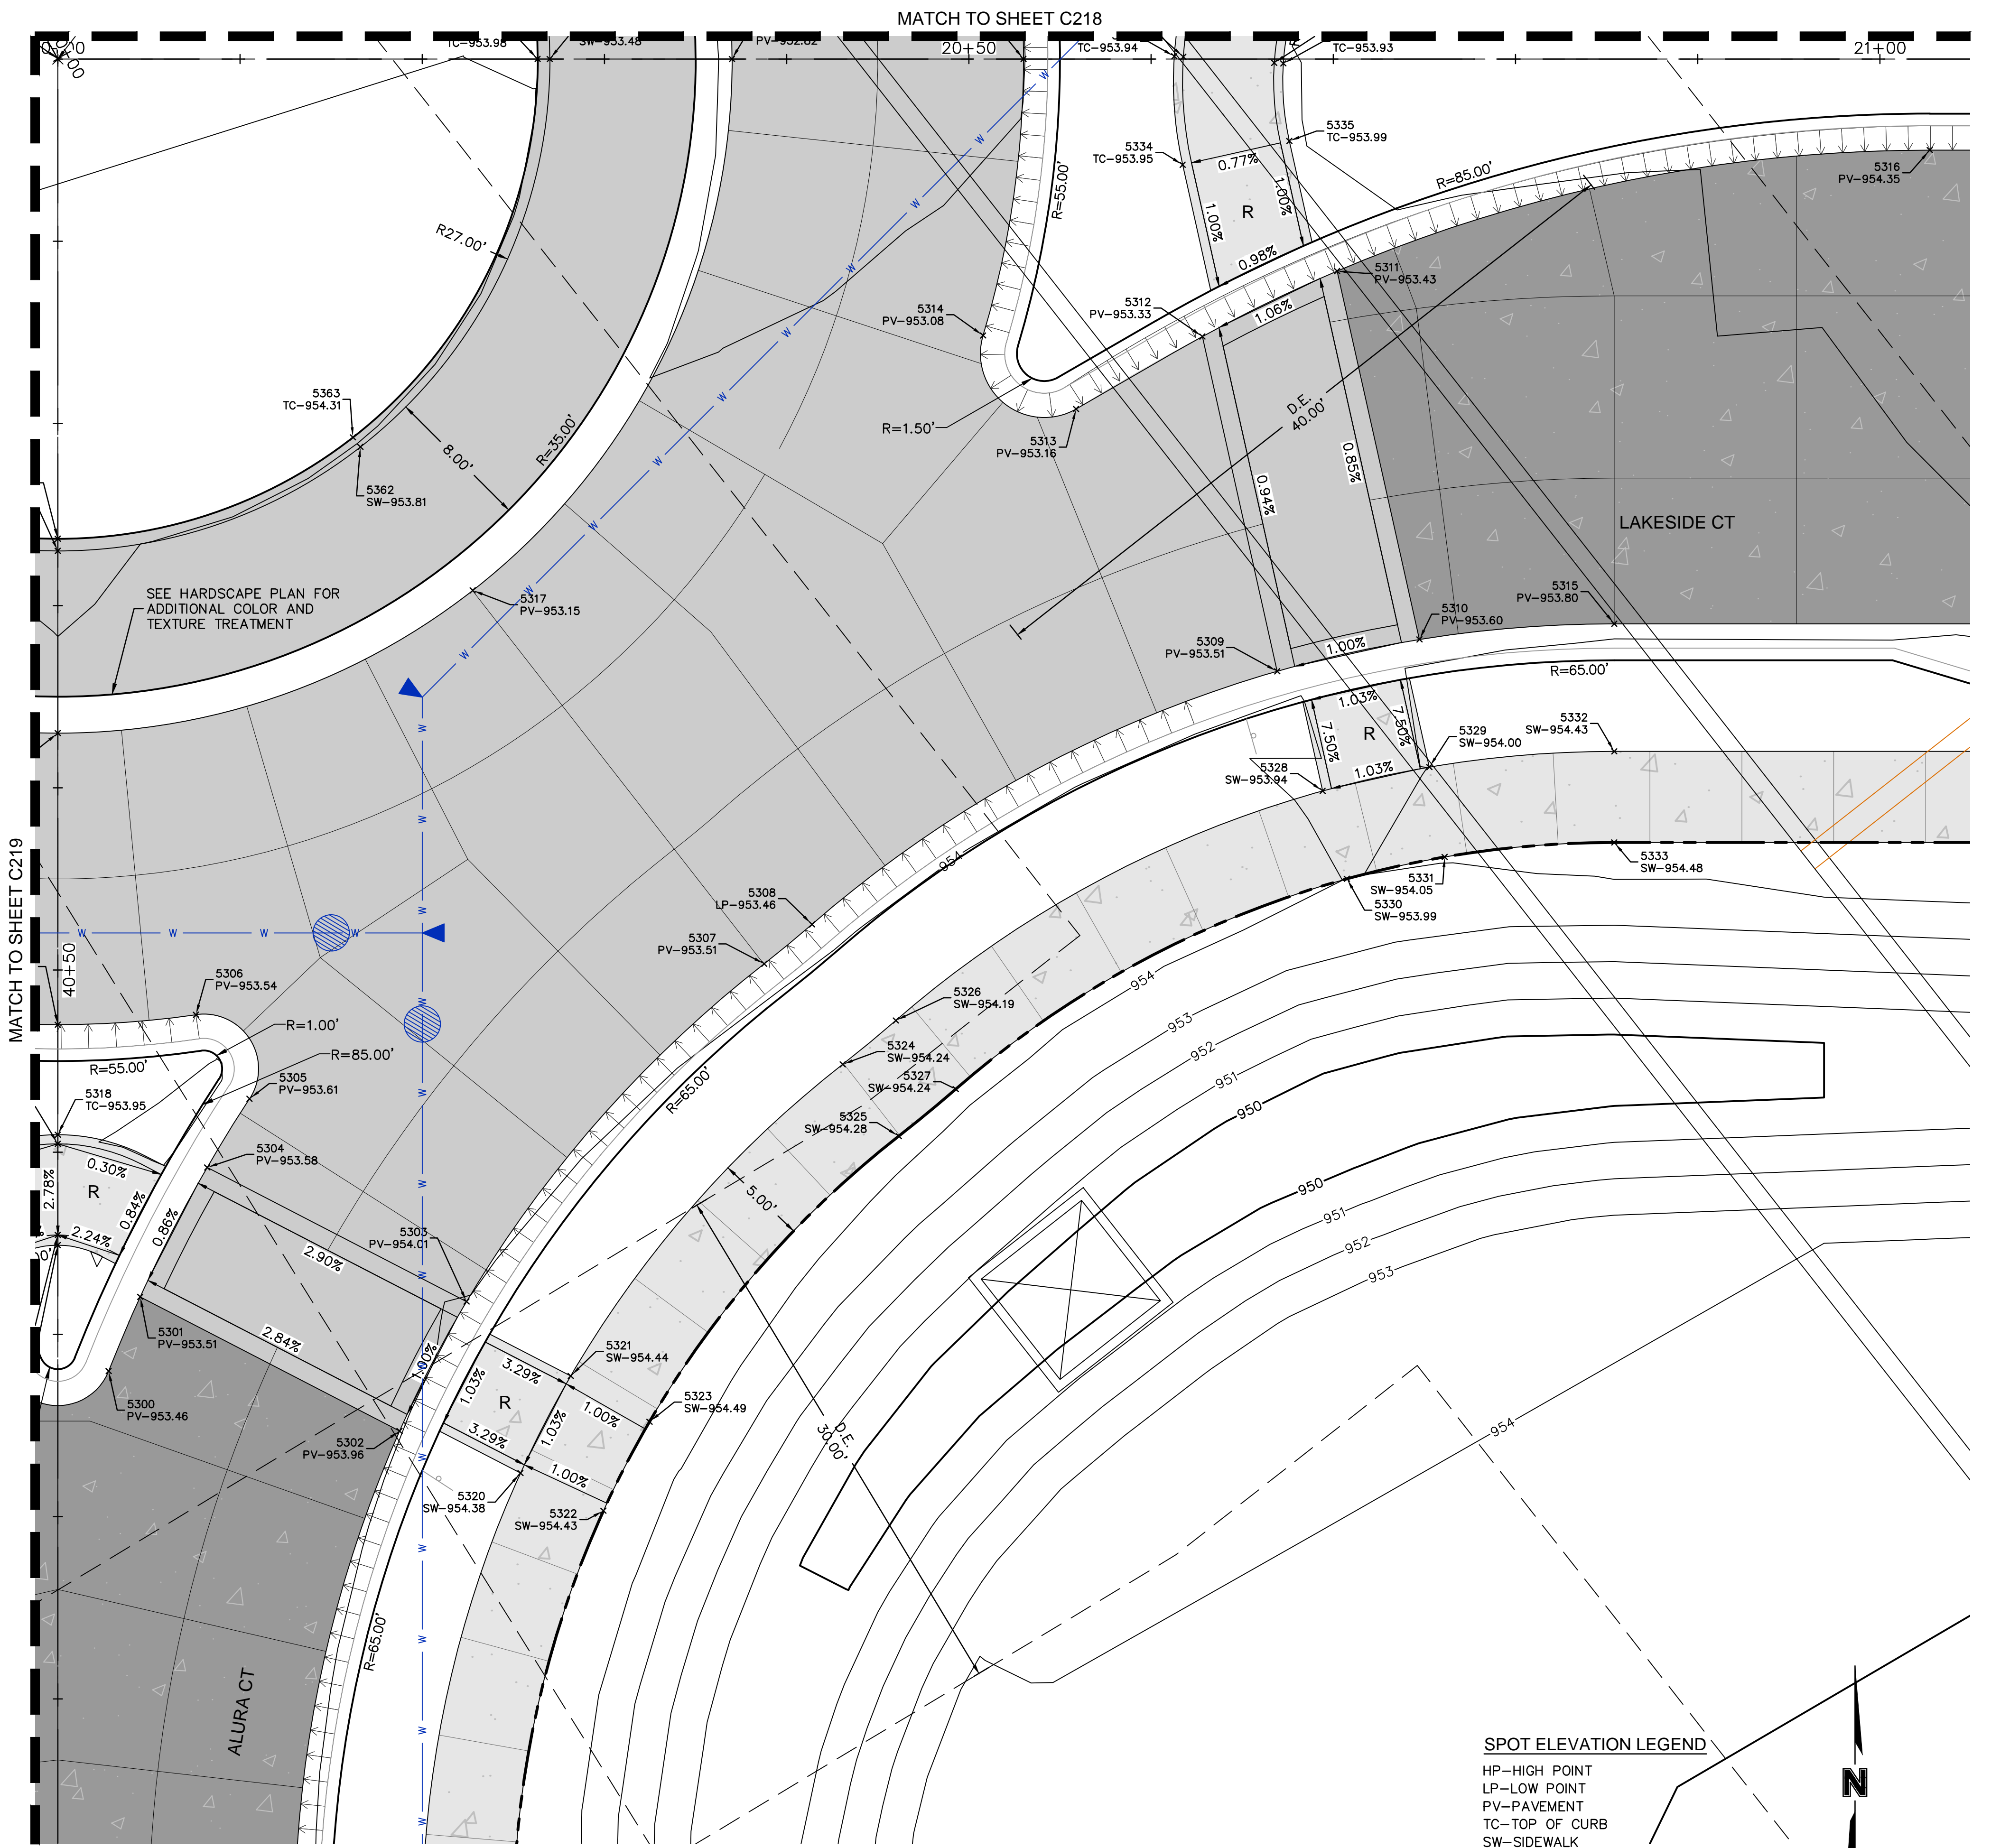 MATCH TO SHEET C218
TC-953.98
SW-953.48
20+50
TC-953.94
TC-953.93
21+00
5335
TC-953.99
5334
TC-953.95
0.77%
R=85.00'
5316
PV-954.35
R=55.00'
1.00%
1.00%
R
R27.00'
0.98%
5311
PV-953.43
5312
PV-953.33
5314
PV-953.08
1.06%
5363
TC-954.31
D.E.
40.00'
R=1.50'
5313
PV-953.16
R=35.00'
8.00'
0.85%
0.94%
5362
SW-953.81
LAKESIDE CT
SEE HARDSCAPE PLAN FOR
ADDITIONAL COLOR AND
TEXTURE TREATMENT
5317
PV-953.15
5315
PV-953.80
5310
PV-953.60
5309
PV-953.51
1.00%
R=65.00'
1.03%
7.50%
R
7.50%
5329
SW-954.00
5332
SW-954.43
5328
SW-953.94
1.03%
954
5333
SW-954.48
5331
SW-954.05
5330
SW-953.99
5308
LP-953.46
5307
PV-953.51
MATCH TO SHEET C219
40+50
W
W
W
W
5306
PV-953.54
954
5326
SW-954.19
953
952
951
950
R=1.00'
R=85.00'
R=55.00'
5305
PV-953.61
5318
TC-953.95
5324
SW-954.24
5327
SW-954.24
R=65.00'
5325
SW-954.28
5304
PV-953.58
0.30%
R
2.78%
0.84%
0.86%
2.24%
5.00'
950
951
952
953
5303
PV-954.01
2.90%
5301
PV-953.51
2.84%
1.00%
5300
PV-953.46
5302
PV-953.96
3.29%
5321
SW-954.44
1.03%
R
1.03%
1.00%
5323
SW-954.49
3.29%
1.00%
5320
SW-954.38
5322
SW-954.43
D.E.
30.00'
954
R=65.00'
ALURA CT
SPOT ELEVATION LEGEND
HP-HIGH POINT
LP-LOW POINT
PV-PAVEMENT
TC-TOP OF CURB
SW-SIDEWALK
N